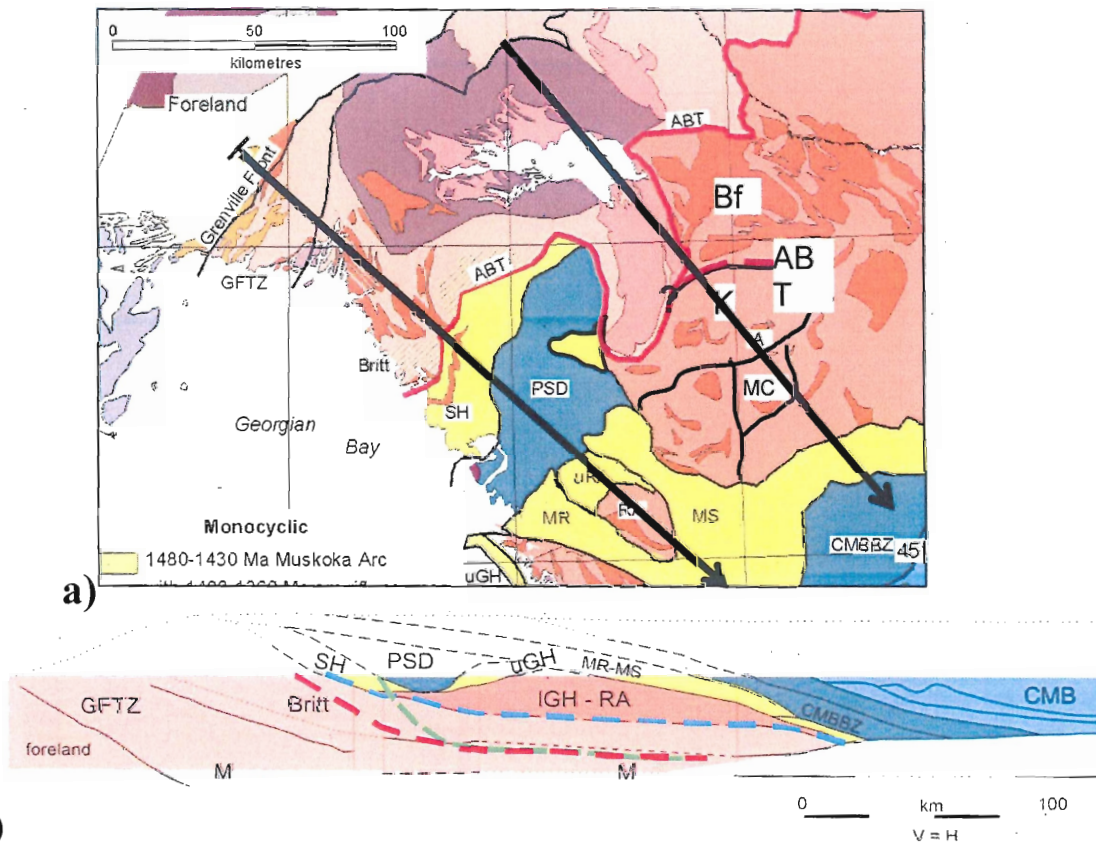 0 50 100
kilometres
Foreland
Grenville Front
GFTZ
ABT
ABT
Bf
AB
T
?
K
A
MC
Britt
SH
PSD
Georgian
Bay
MR
MS
CMBBZ 45
uGH
Monocyclic
1480-1430 Ma Muskoka Arc
a)
SH PSD uGH MR-MS
GFTZ Britt IGH - RA CMBBZ CMB
foreland
M M
0 km 100
V = H
)